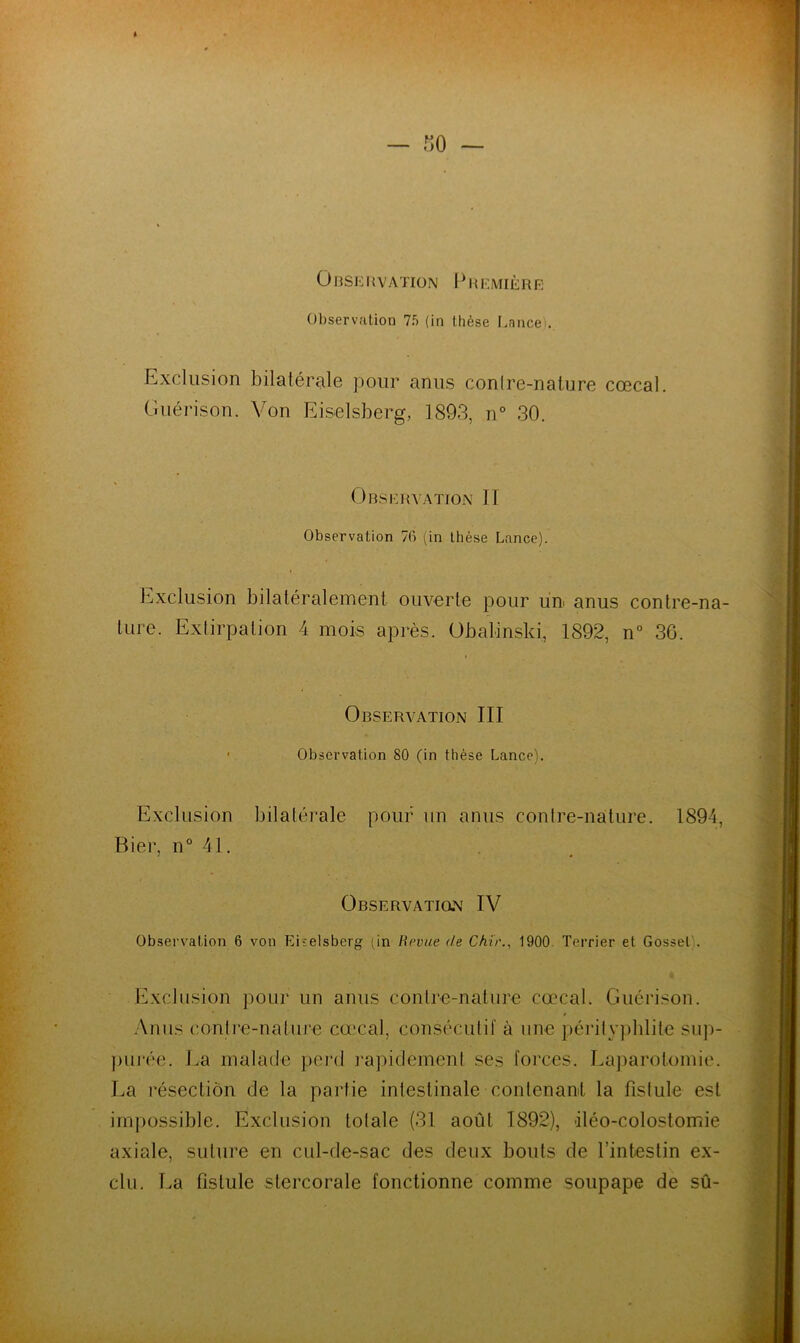 — 50 —
OBSERVATION PREMIÈRE
Observation 75 (in thèse Lance).
Exclusion bilatérale pour anus contre-nature cœcal.
Guérison. Von Eiselsberg, 1893, n° 30.
OBSERVATION II
Observation 76 (in thèse Lance).
Exclusion bilatéralement ouverte pour un anus contre-na-
ture. Extirpation 4 mois après. Obalinski, 1892, n° 36.
OBSERVATION III
Observation 80 (in thèse Lance).
Exclusion bilatérale pour un anus contre-nature. 1894,
Bier, n° 41.
OBSERVATION IV
Observation 6 von Eiselsberg (in Revue de Chir., 1900. Terrier et Gosset).
Exclusion pour un anus contre-nature cœcal. Guérison.
Anus contre-nature cœcal, consécutif à une pérityphlite sup-
purée. La malade perd rapidement ses forces. Laparotomie.
La résection de la partie intestinale contenant la fistule est
impossible. Exclusion totale (31 août 1892), iléo-colostomie
axiale, suture en cul-de-sac des deux bouts de l'intestin ex-
clu. La fistule stercorale fonctionne comme soupape de sû-